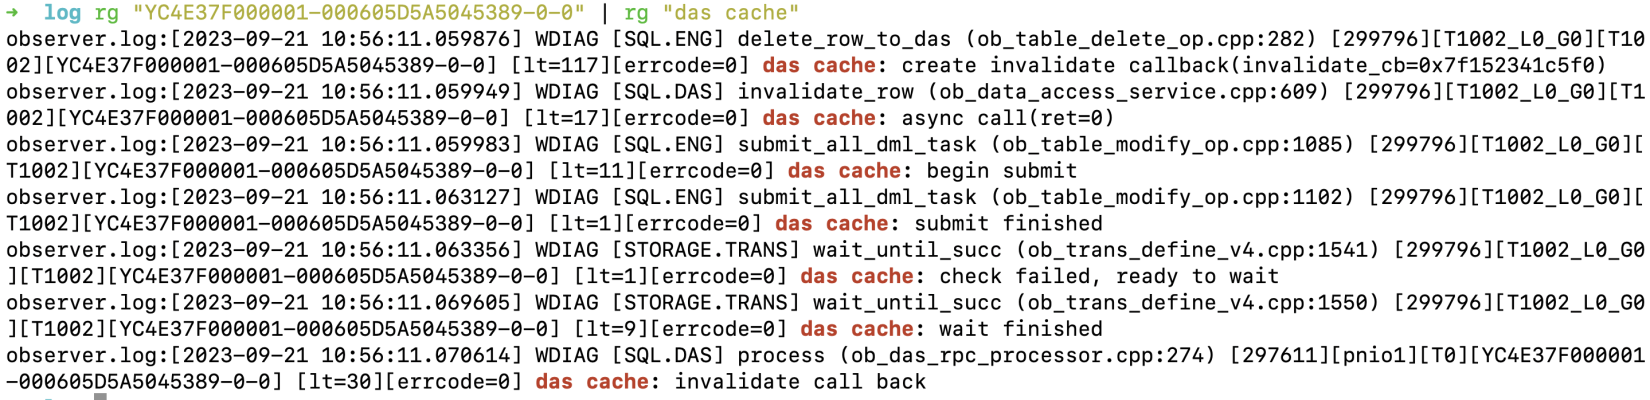 ➜  log rg "YC4E37F000001-000605D5A5045389-0-0" | rg "das cache"
observer.log:[2023-09-21 10:56:11.059876] WDIAG [SQL.ENG] delete_row_to_das (ob_table_delete_op.cpp:282) [299796][T1002_L0_G0][T10
02][YC4E37F000001-000605D5A5045389-0-0] [lt=117][errcode=0] das cache: create invalidate callback(invalidate_cb=0x7f152341c5f0)
observer.log:[2023-09-21 10:56:11.059949] WDIAG [SQL.DAS] invalidate_row (ob_data_access_service.cpp:609) [299796][T1002_L0_G0][T1
002][YC4E37F000001-000605D5A5045389-0-0] [lt=17][errcode=0] das cache: async call(ret=0)
observer.log:[2023-09-21 10:56:11.059983] WDIAG [SQL.ENG] submit_all_dml_task (ob_table_modify_op.cpp:1085) [299796][T1002_L0_G0][
T1002][YC4E37F000001-000605D5A5045389-0-0] [lt=11][errcode=0] das cache: begin submit
observer.log:[2023-09-21 10:56:11.063127] WDIAG [SQL.ENG] submit_all_dml_task (ob_table_modify_op.cpp:1102) [299796][T1002_L0_G0][
T1002][YC4E37F000001-000605D5A5045389-0-0] [lt=1][errcode=0] das cache: submit finished
observer.log:[2023-09-21 10:56:11.063356] WDIAG [STORAGE.TRANS] wait_until_succ (ob_trans_define_v4.cpp:1541) [299796][T1002_L0_G0
][T1002][YC4E37F000001-000605D5A5045389-0-0] [lt=1][errcode=0] das cache: check failed, ready to wait
observer.log:[2023-09-21 10:56:11.069605] WDIAG [STORAGE.TRANS] wait_until_succ (ob_trans_define_v4.cpp:1550) [299796][T1002_L0_G0
][T1002][YC4E37F000001-000605D5A5045389-0-0] [lt=9][errcode=0] das cache: wait finished
observer.log:[2023-09-21 10:56:11.070614] WDIAG [SQL.DAS] process (ob_das_rpc_processor.cpp:274) [297611][pnio1][T0][YC4E37F000001
-000605D5A5045389-0-0] [lt=30][errcode=0] das cache: invalidate call back